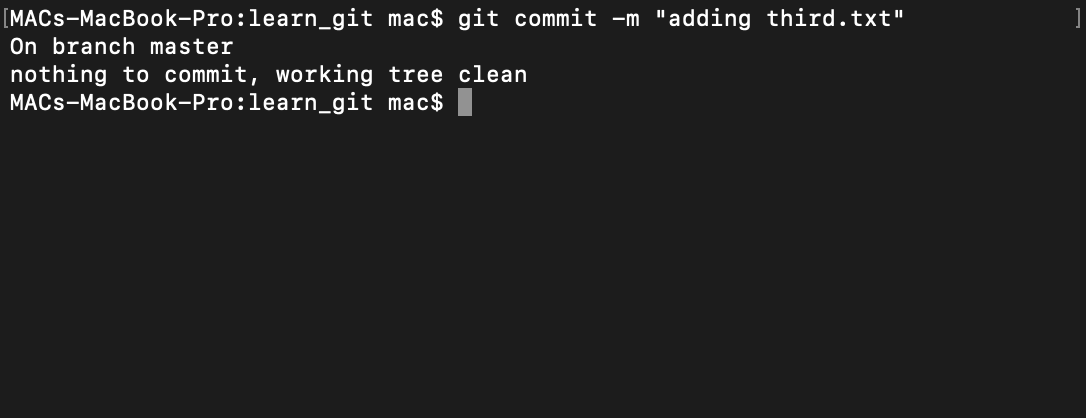 [MACs-MacBook-Pro:learn_git mac$ git commit -m "adding third.txt" ]
On branch master
nothing to commit, working tree clean
MACs-MacBook-Pro:learn_git mac$